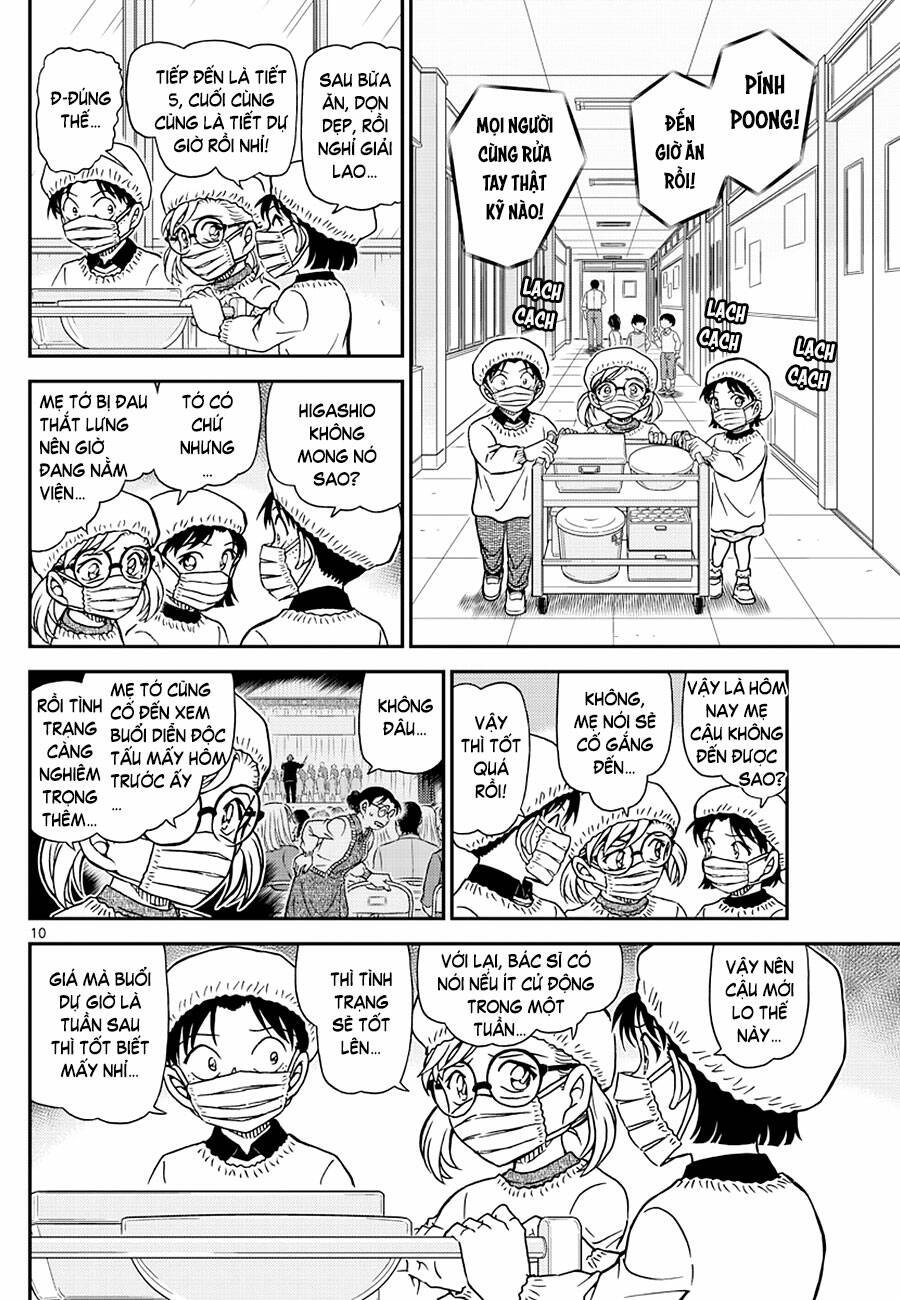 PÍNH
POONG!
ĐẾN
GIỜ ĂN
RỒI!
MỌI NGƯỜI
CÙNG RỬA
TAY THẬT
KỸ NÀO!
LẠCH
CẠCH
LẠCH
CẠCH
LẠCH
CẠCH
SAU BỮA
ĂN, DỌN
DẸP, RỒI
NGHỈ GIẢI
LAO...
TIẾP ĐẾN LÀ TIẾT
5, CUỐI CÙNG
CŨNG LÀ TIẾT DỰ
GIỜ RỒI NHỈ!
Đ-ĐÚNG
THẾ...
HIGASHIO
KHÔNG
MONG NÓ
SAO?
TỚ CÓ
CHỨ
NHƯNG
...
MẸ TỚ BỊ ĐAU
THẮT LƯNG
NÊN GIỜ
ĐANG NẰM
VIỆN...
VẬY LÀ HÔM
NAY MẸ
CẬU KHÔNG
ĐẾN ĐƯỢC
SAO?
KHÔNG,
MẸ NÓI SẼ
CỐ GẮNG
ĐẾN...
VẬY
THÌ TỐT
QUÁ
RỒI!
KHÔNG
ĐÂU...
MẸ TỚ CŨNG
CỐ ĐẾN XEM
BUỔI DIỄN ĐỘC
TẤU MẤY HÔM
TRƯỚC ẤY
...
RỒI TÌNH
TRẠNG
CÀNG
NGHIÊM
TRỌNG
THÊM...
10
VẬY NÊN
CẬU MỚI
LO THẾ
NÀY...
VỚI LẠI, BÁC SĨ CÓ
NÓI NẾU ÍT CỬ ĐỘNG
TRONG MỘT
TUẦN...
THÌ TÌNH
TRẠNG
SẼ TỐT
LÊN...
GIÁ MÀ BUỔI
DỰ GIỜ LÀ
TUẦN SAU
THÌ TỐT BIẾT
MẤY NHỈ...